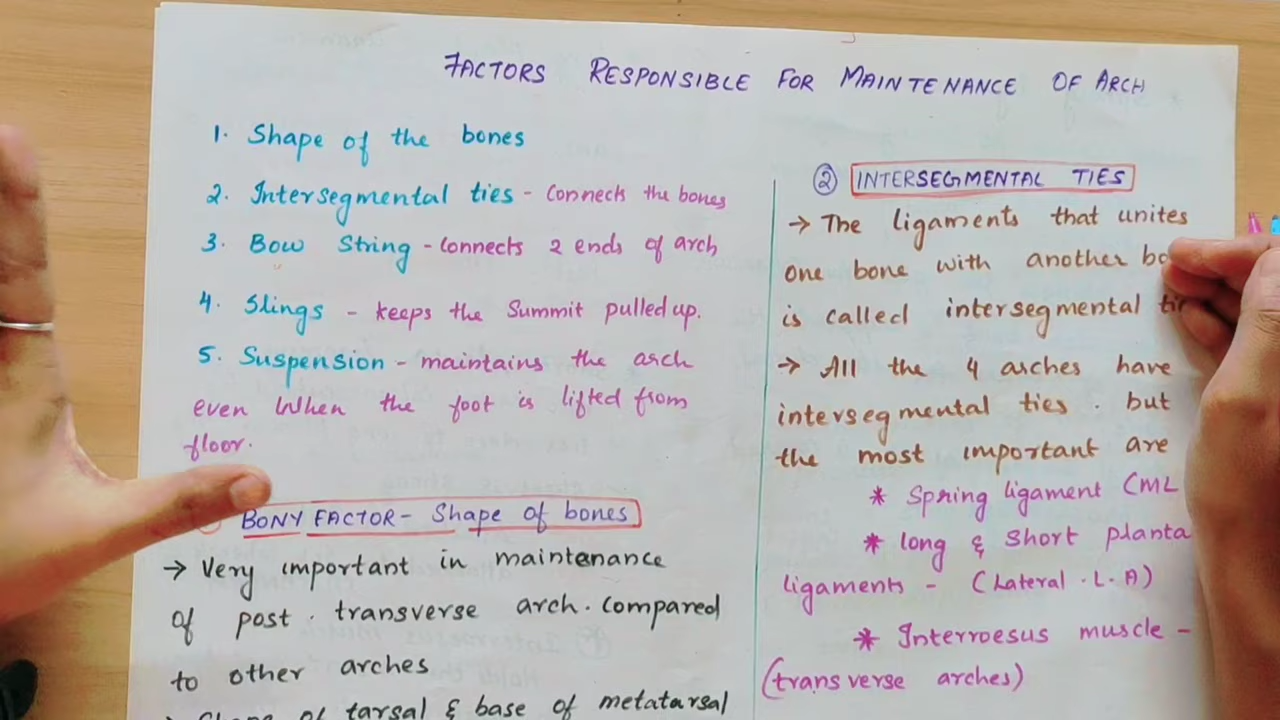 FACTORS RESPONSIBLE FOR MAINTENANCE OF ARCH
1. Shape of the bones
2. Intersegmental ties - Connects the bones
3. Bow String - Connects 2 ends of arch
4. Slings - keeps the Summit pulled up.
5. Suspension - maintains the arch
even when the foot is lifted from
floor.
BONY FACTOR - Shape of bones
→ Very important in maintenance
of post. transverse arch. Compared
to other arches
of tarsal & base of metatarsal
② INTERSEGMENTAL TIES
→ The ligaments that unites
one bone with another bo
is called intersegmental
→ All the 4 arches have
intersegmental ties. but
the most important are
* Spring ligament (ML
* long & Short planta
ligaments - (Lateral. L. A)
* Interroesus muscle -
(transverse arches)